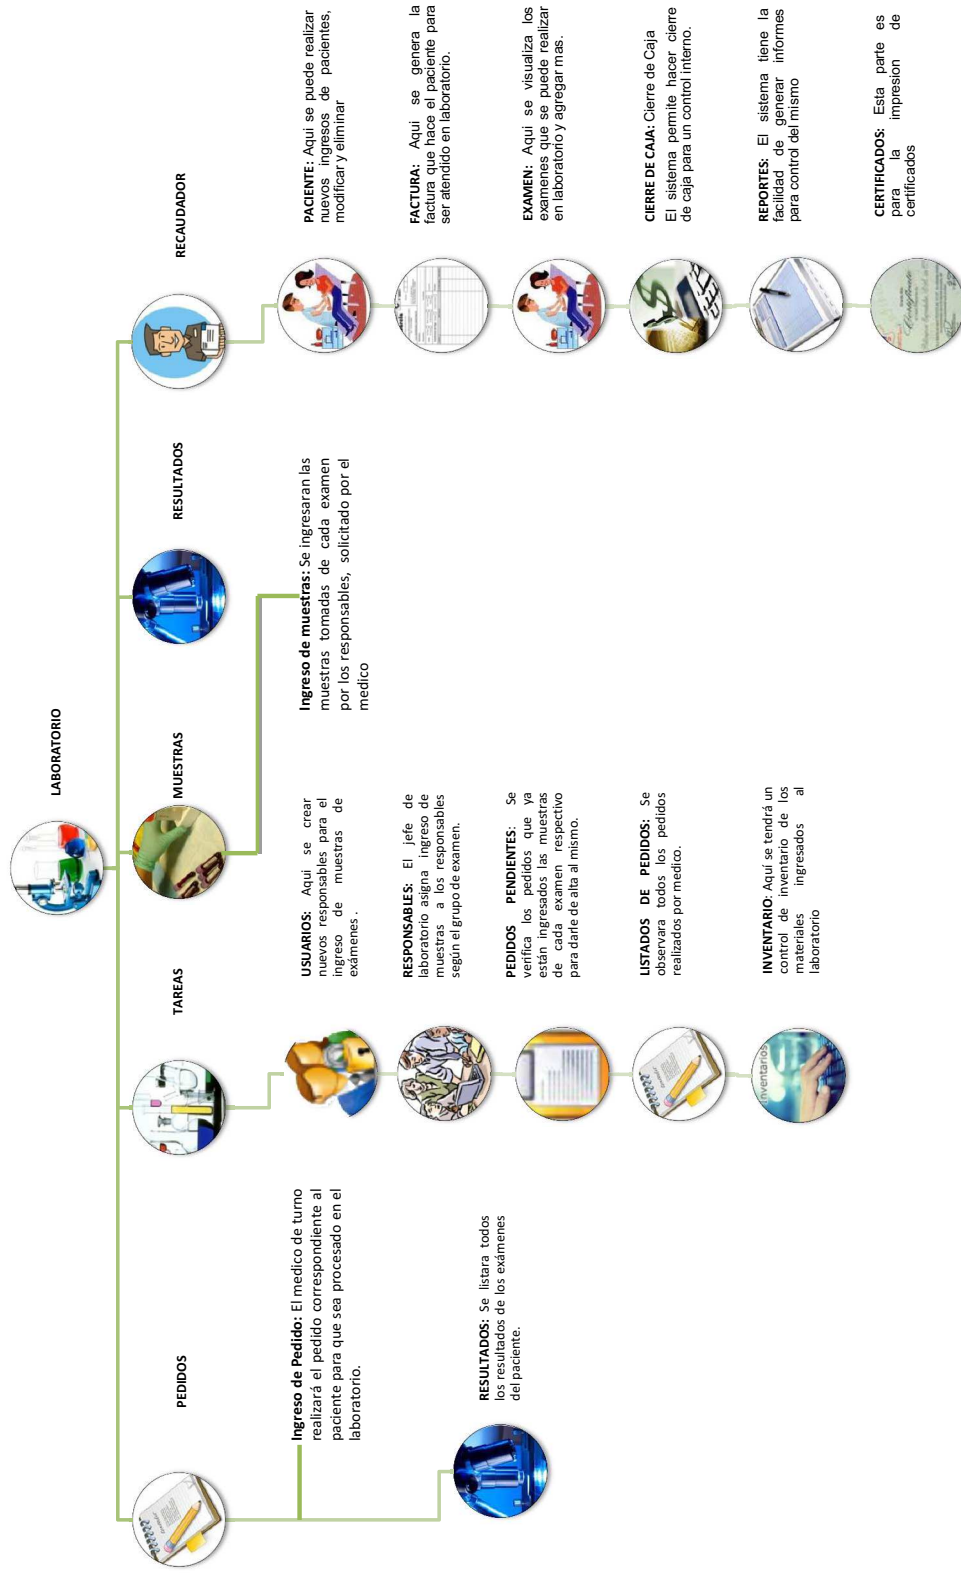 LABORATORIO
PEDIDOS
TAREAS
MUESTRAS
RESULTADOS
RECAUDADOR
Ingreso de Pedido: El medico de turno
realizará el pedido correspondiente al
paciente para que sea procesado en el
laboratorio.
RESULTADOS: Se listara todos
los resultados de los exámenes
del paciente.
USUARIOS: Aqui se crear
nuevos responsables para el
ingreso de muestras de
exámenes .
RESPONSABLES: El jefe de
laboratorio asigna ingreso de
muestras a los responsables
según el grupo de examen.
PEDIDOS PENDIENTES: Se
verifica los pedidos que ya
están ingresados las muestras
de cada examen respectivo
para darle de alta al mismo.
LISTADOS DE PEDIDOS: Se
observara todos los pedidos
realizados por medico.
Inventarios
INVENTARIO: Aquí se tendrá un
control de inventario de los
materiales ingresados al
laboratorio
Ingreso de muestras: Se ingresaran las
muestras tomadas de cada examen
por los responsables, solicitado por el
medico
PACIENTE: Aqui se puede realizar
nuevos ingresos de pacientes,
modificar y eliminar
FACTURA: Aqui se genera la
factura que hace el paciente para
ser atendido en laboratorio.
EXAMEN: Aqui se visualiza los
examenes que se puede realizar
en laboratorio y agregar mas.
CIERRE DE CAJA: Cierre de Caja
El sistema permite hacer cierre
de caja para un control interno.
REPORTES: El sistema tiene la
facilidad de generar informes
para control del mismo
CERTIFICADOS: Esta parte es
para la impresion de
certificados